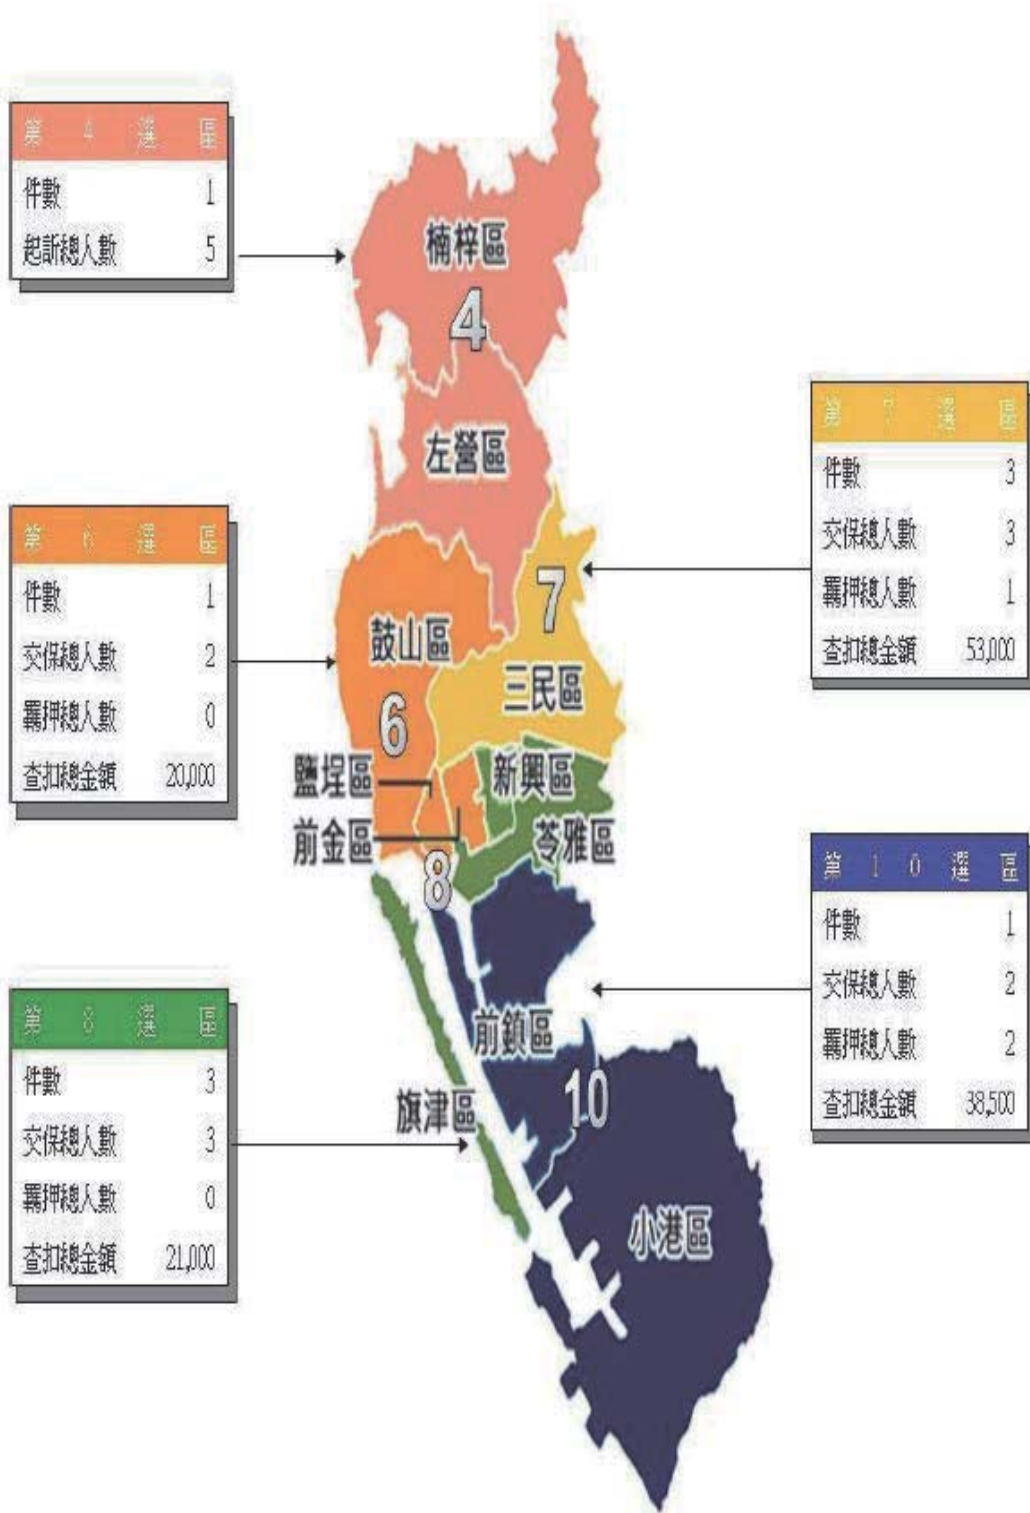 第 4 選 區
件數 1
起訴總人數 5
楠梓區
4
左營區
第 7 選 區
件數 3
交保總人數 3
羈押總人數 1
查扣總金額 53,000
第 6 選 區
件數 1
交保總人數 2
羈押總人數 0
查扣總金額 20,000
7
鼓山區
三民區
6
鹽埕區
新興區
前金區
苓雅區
8
第 1 0 選 區
件數 1
交保總人數 2
羈押總人數 2
查扣總金額 38,500
第 8 選 區
件數 3
交保總人數 3
羈押總人數 0
查扣總金額 21,000
前鎮區
10
旗津區
小港區